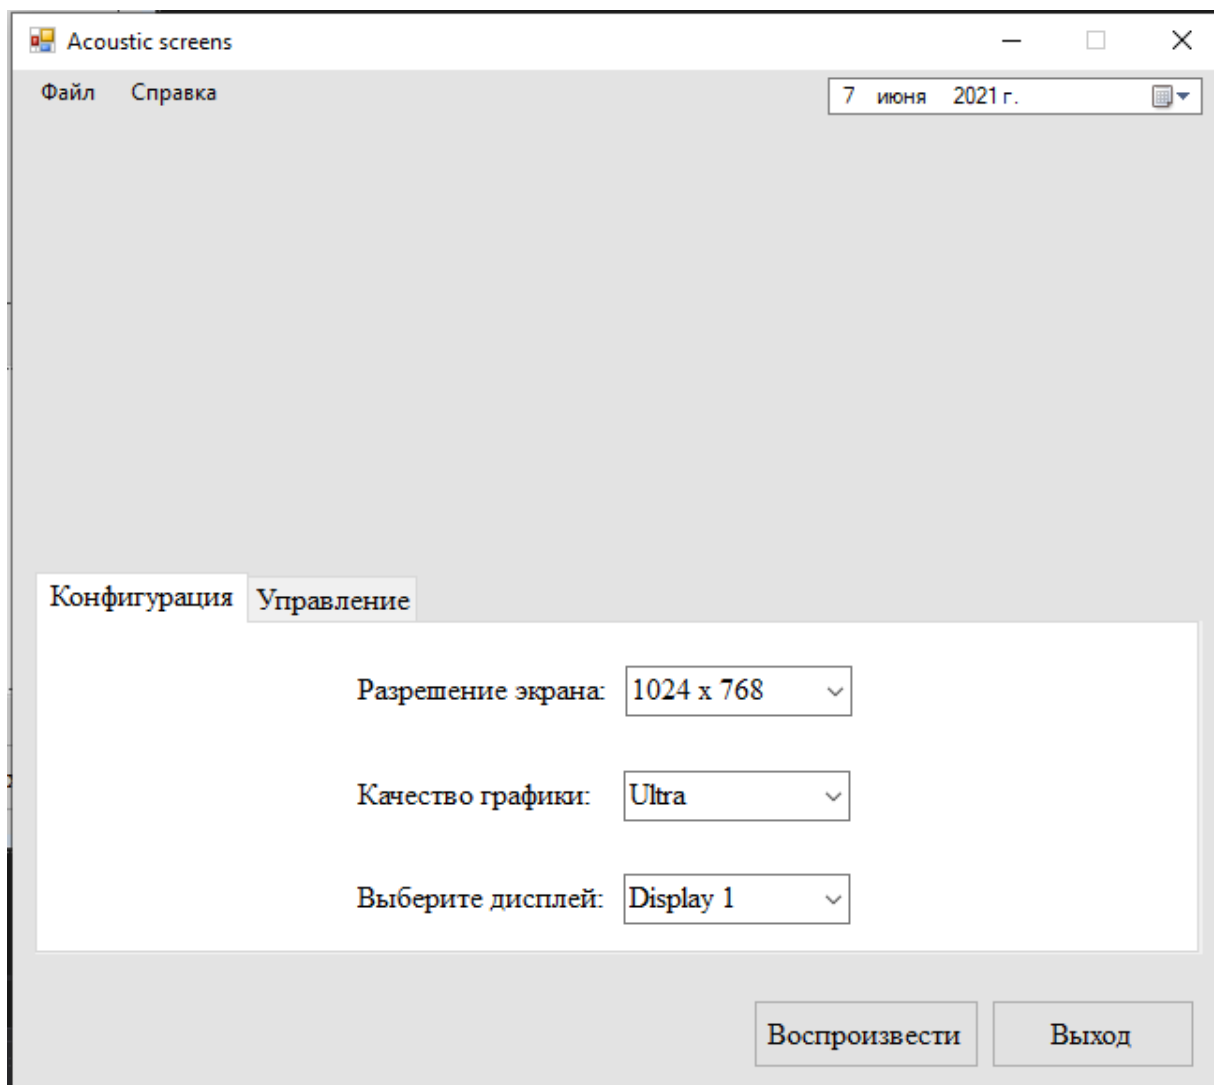 Acoustic screens
Файл Справка 7 июня 2021 г.
Конфигурация Управление
Разрешение экрана: 1024 x 768
Качество графики: Ultra
Выберите дисплей: Display 1
Воспроизвести Выход